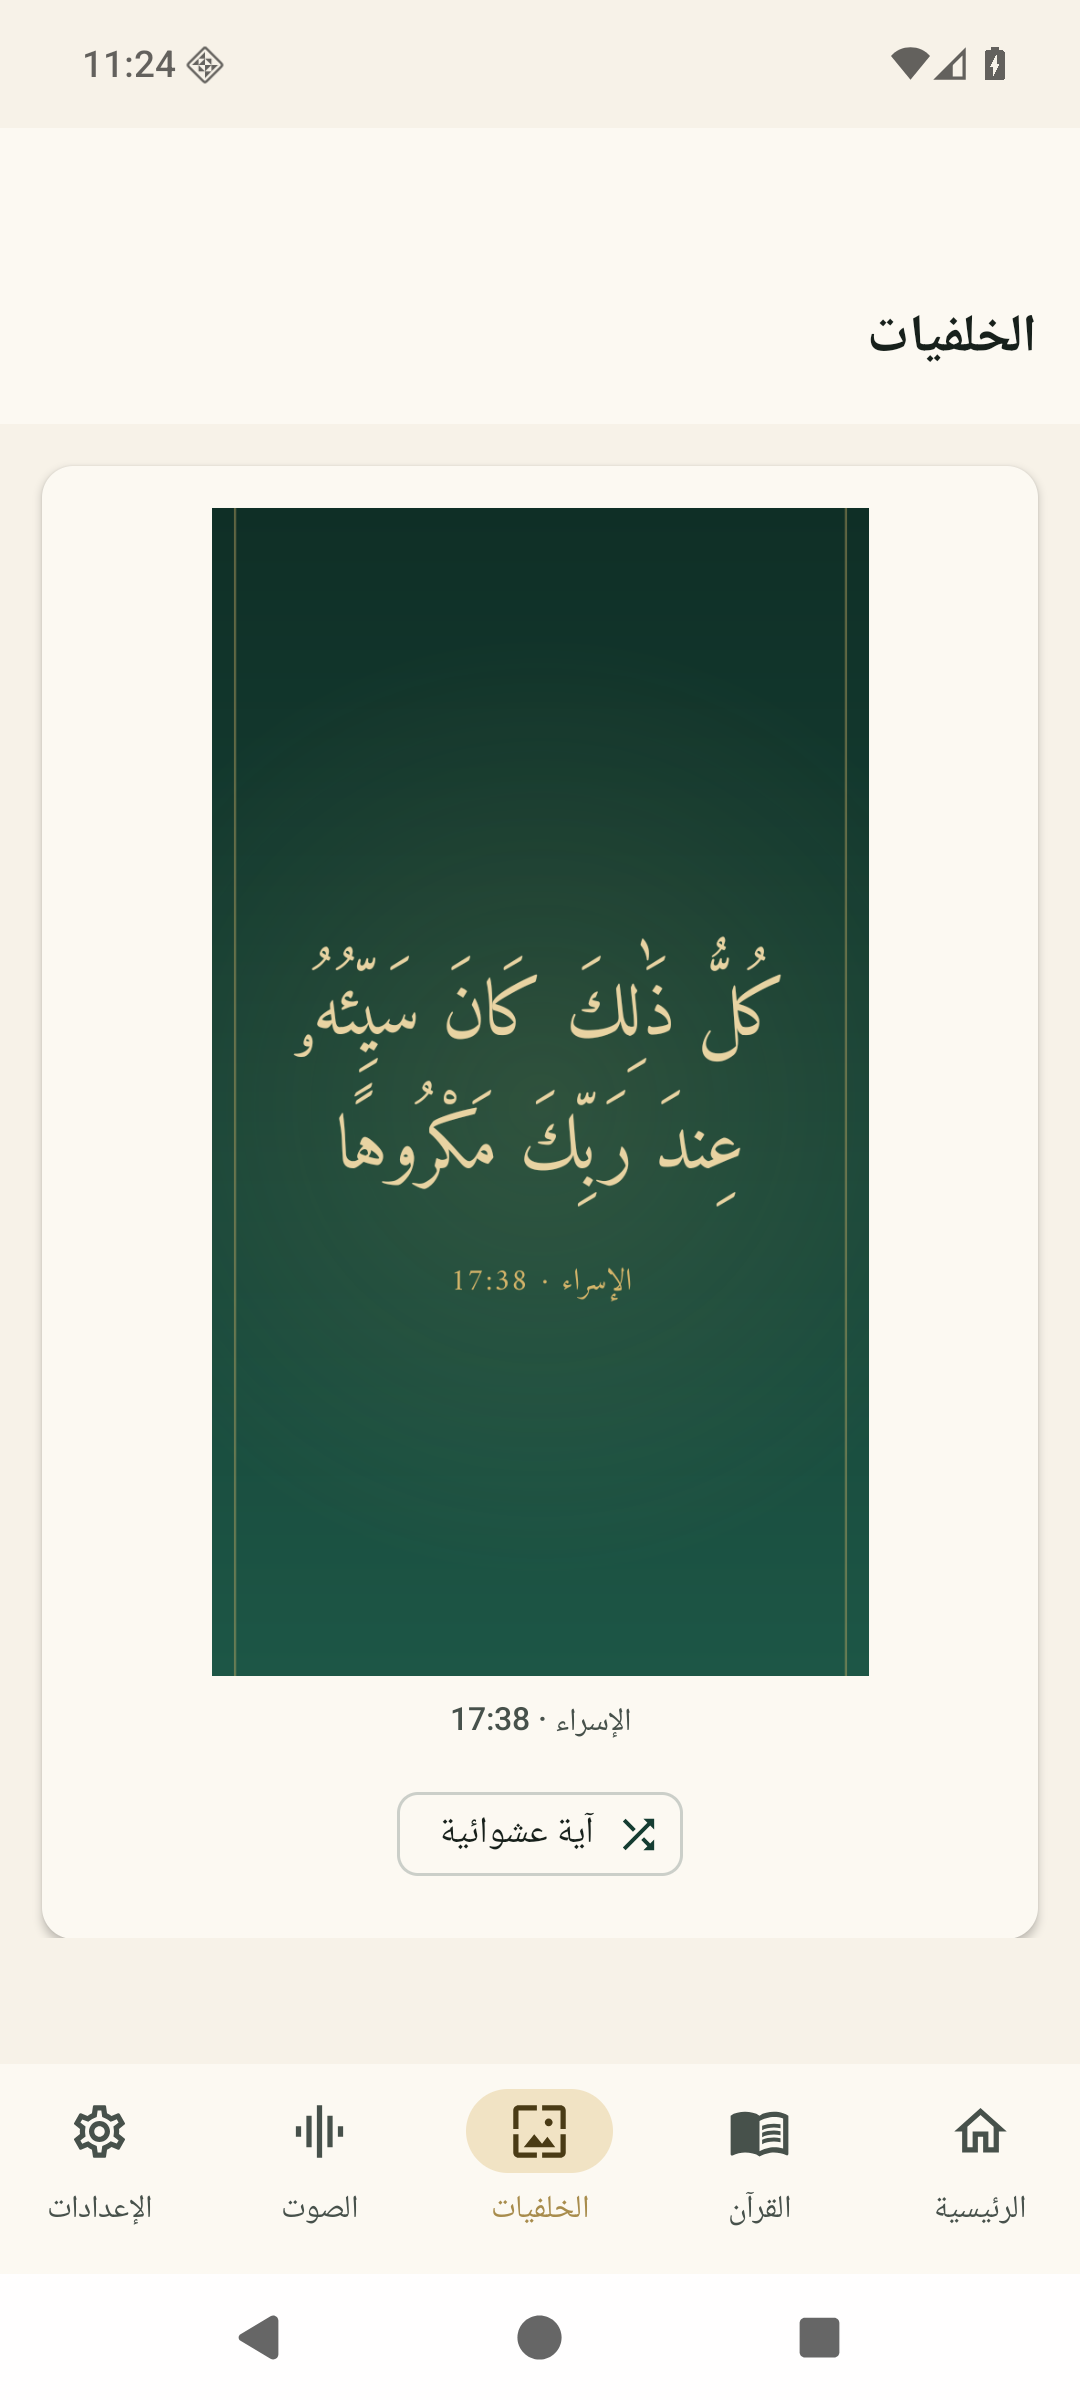 11:24
الخلفيات
كُلُّ ذَٰلِكَ كَانَ سَيِّئُهُۥ
عِندَ رَبِّكَ مَكْرُوهًا
الإسراء · 17:38
الإسراء · 17:38
آية عشوائية
الرئيسية
القرآن
الخلفيات
الصوت
الإعدادات